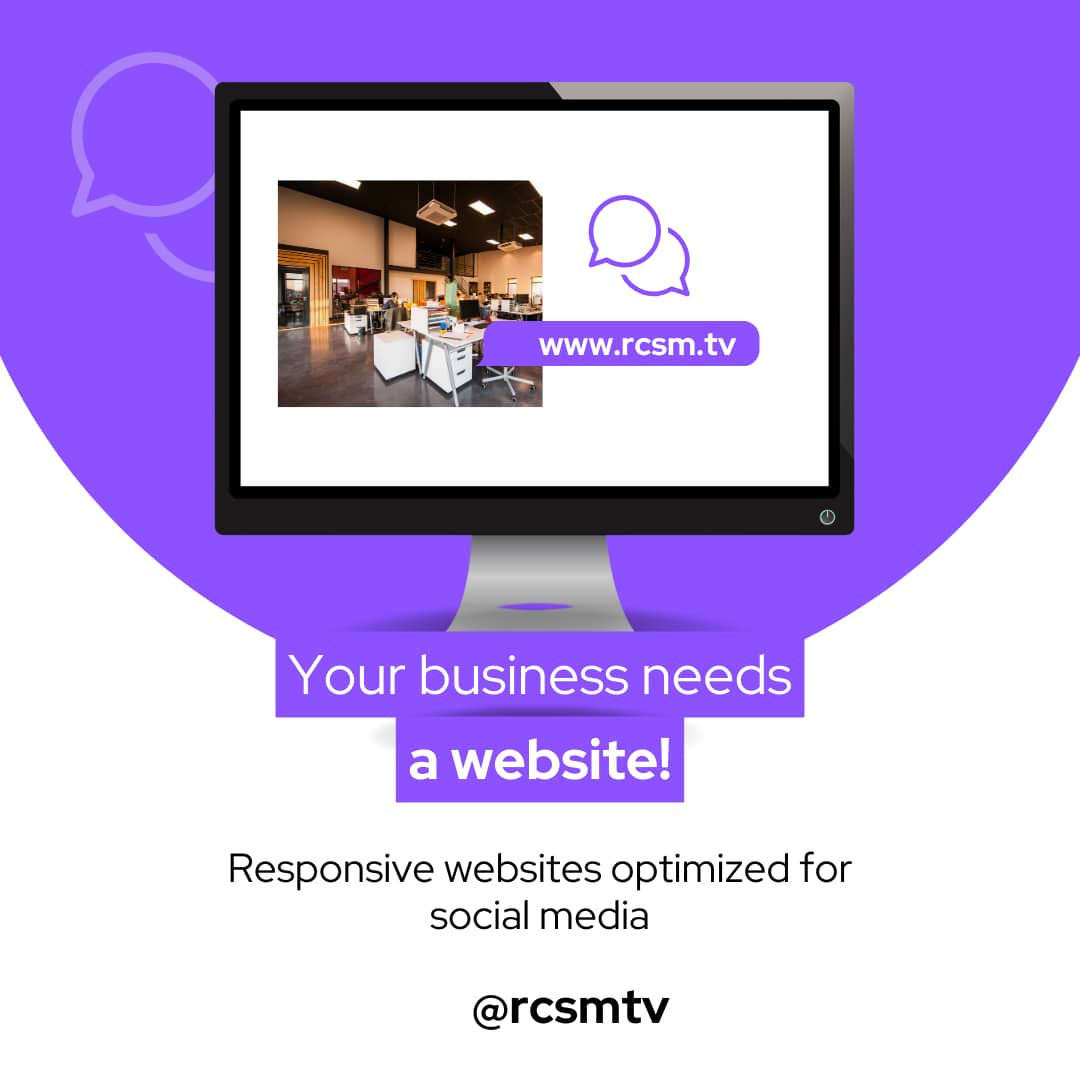 www.rcsm.tv
Your business needs
a website!
Responsive websites optimized for
social media
@rcsmtv